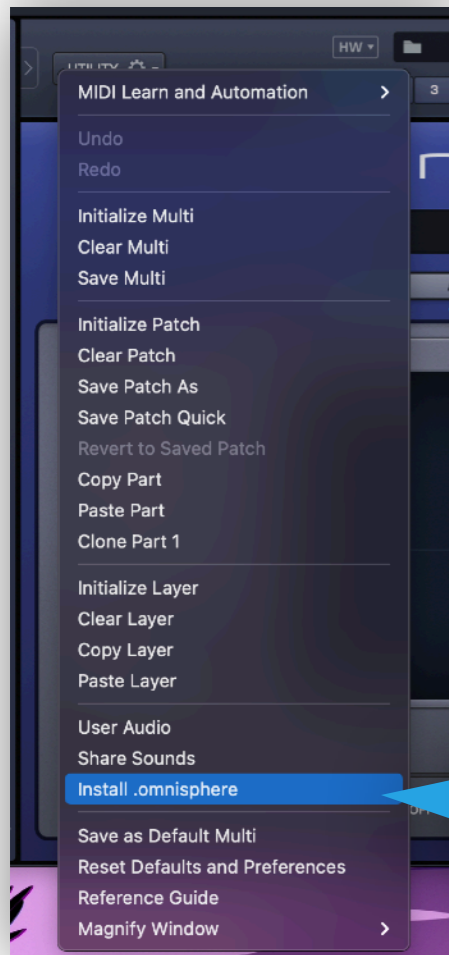 HW
UTILITY
3
MIDI Learn and Automation
Undo
Redo
Initialize Multi
Clear Multi
Save Multi
Initialize Patch
Clear Patch
Save Patch As
Save Patch Quick
Revert to Saved Patch
Copy Part
Paste Part
Clone Part 1
Initialize Layer
Clear Layer
Copy Layer
Paste Layer
User Audio
Share Sounds
Install .omnisphere
Save as Default Multi
Reset Defaults and Preferences
Reference Guide
Magnify Window